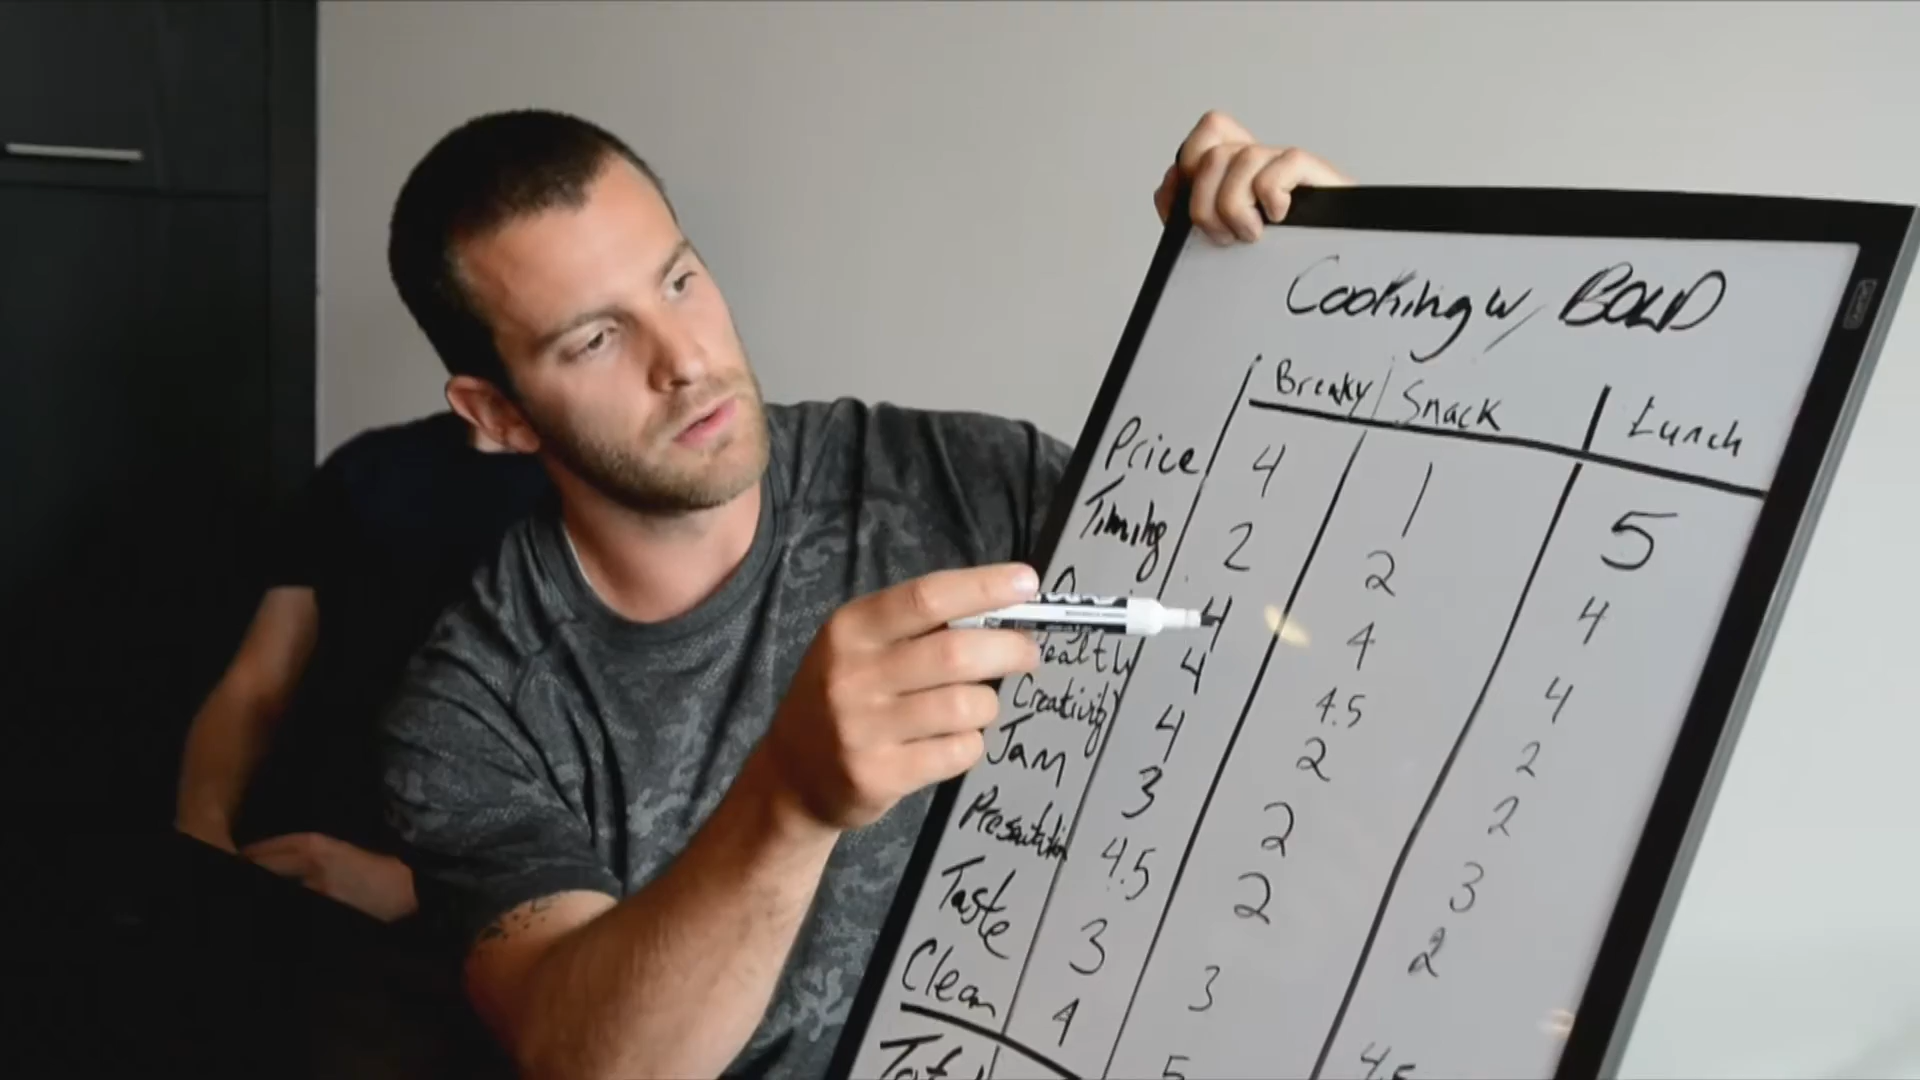 Cooking w/ BOLD
Breaky Snack Lunch
Price 4 1 5
Timing 2 2 4
4 4 4
Health 4 4.5 2
Creativity 4 2 2
Jam 3 2 3
Presentation 4.5 2 2
Taste 3 3 4.5
Clean 4 5
Total